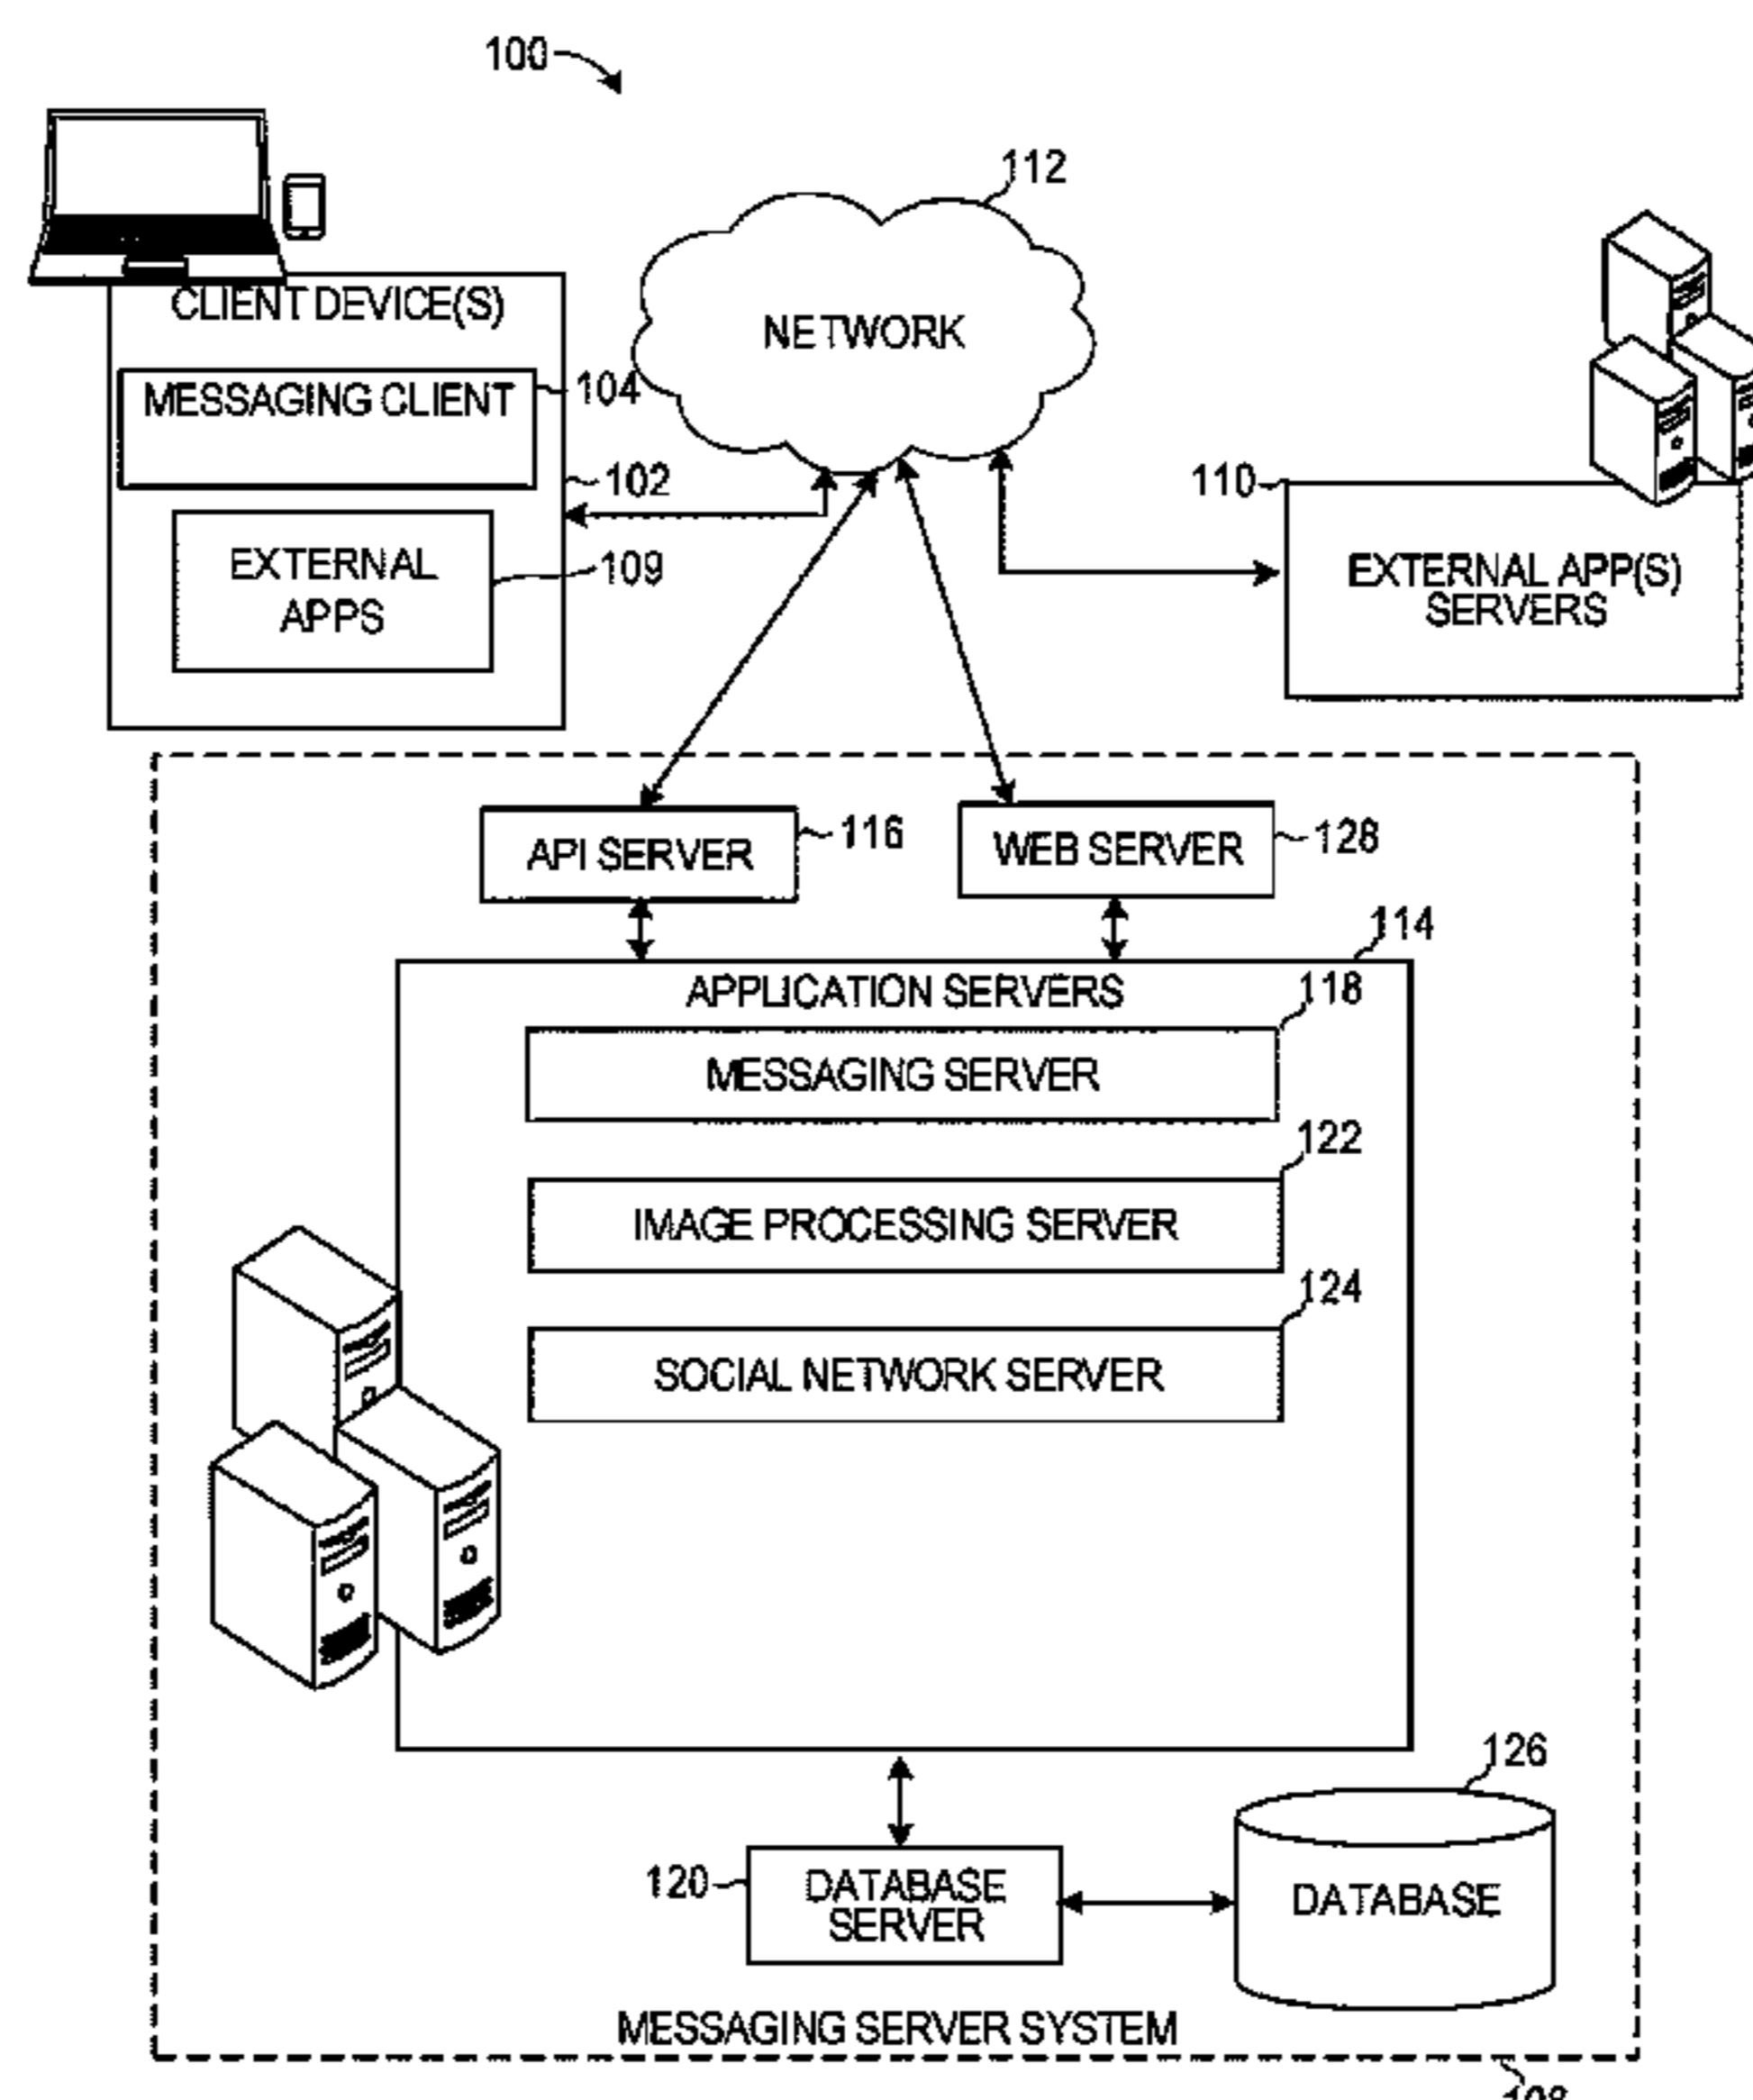 100
112
CLIENT DEVICE(S)
NETWORK
MESSAGING CLIENT
104
102
110
EXTERNAL
APPS
109
EXTERNAL APP(S)
SERVERS
API SERVER
116
WEB SERVER
128
114
APPLICATION SERVERS
118
MESSAGING SERVER
122
IMAGE PROCESSING SERVER
124
SOCIAL NETWORK SERVER
126
120
DATABASE
SERVER
DATABASE
MESSAGING SERVER SYSTEM